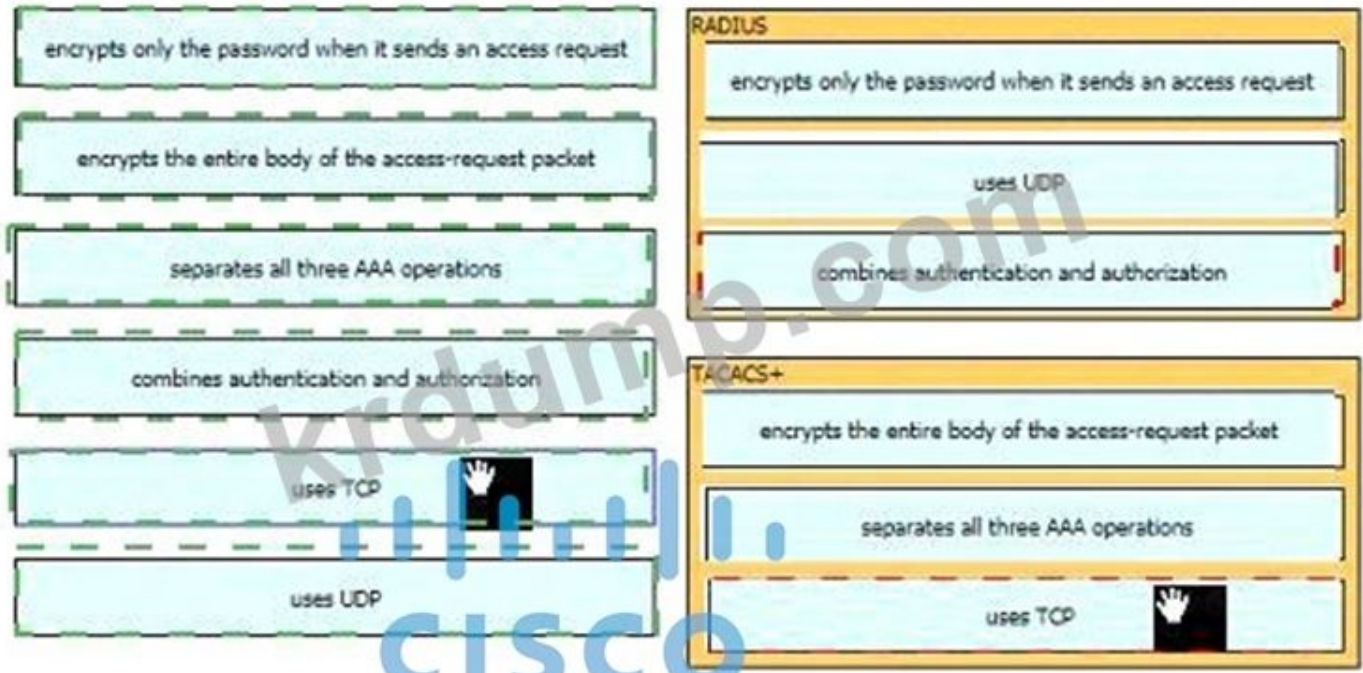 encrypts only the password when it sends an access request
encrypts the entire body of the access-request packet
separates all three AAA operations
combines authentication and authorization
uses TCP
uses UDP
RADIUS
encrypts only the password when it sends an access request
uses UDP
combines authentication and authorization
TACACS+
encrypts the entire body of the access-request packet
separates all three AAA operations
uses TCP
krdump.com
CISCO